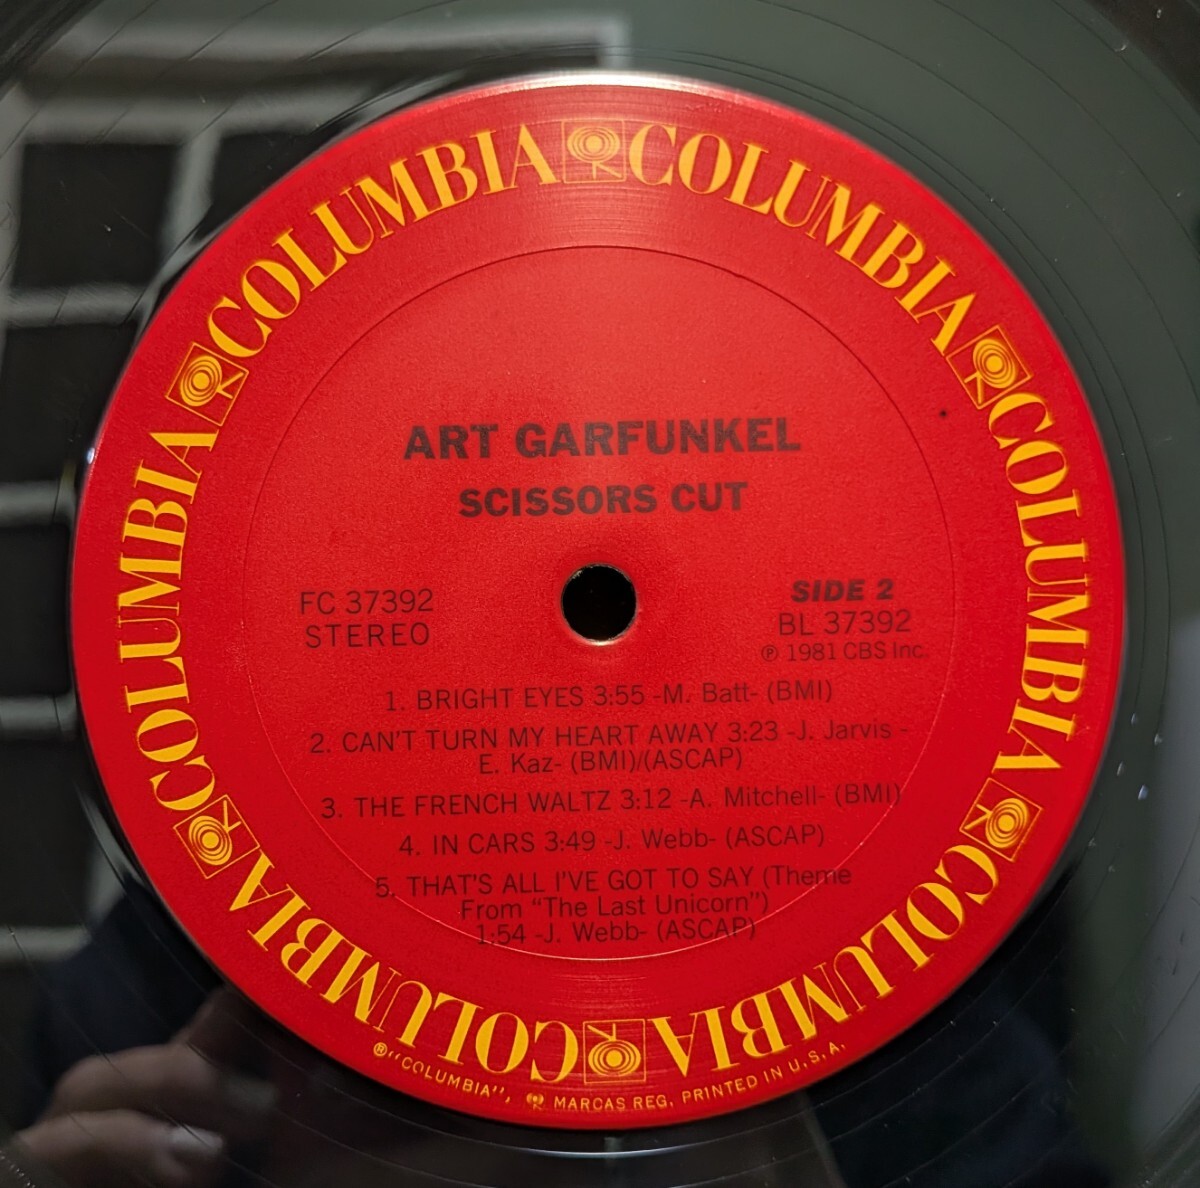 COLUMBIA COLUMBIA COLUMBIA COLUMBIA COLUMBIA COLUMBIA
ART GARFUNKEL
SCISSORS CUT
FC 37392
STEREO
SIDE 2
BL 37392
℗ 1981 CBS Inc.
1. BRIGHT EYES 3:55 -M. Batt- (BMI)
2. CAN'T TURN MY HEART AWAY 3:23 -J. Jarvis -
E. Kaz- (BMI)/(ASCAP)
3. THE FRENCH WALTZ 3:12 -A. Mitchell- (BMI)
4. IN CARS 3:49 -J. Webb- (ASCAP)
5. THAT'S ALL I'VE GOT TO SAY (Theme
From "The Last Unicorn")
1:54 -J. Webb- (ASCAP)
® "COLUMBIA", MARCAS REG. PRINTED IN U.S.A.